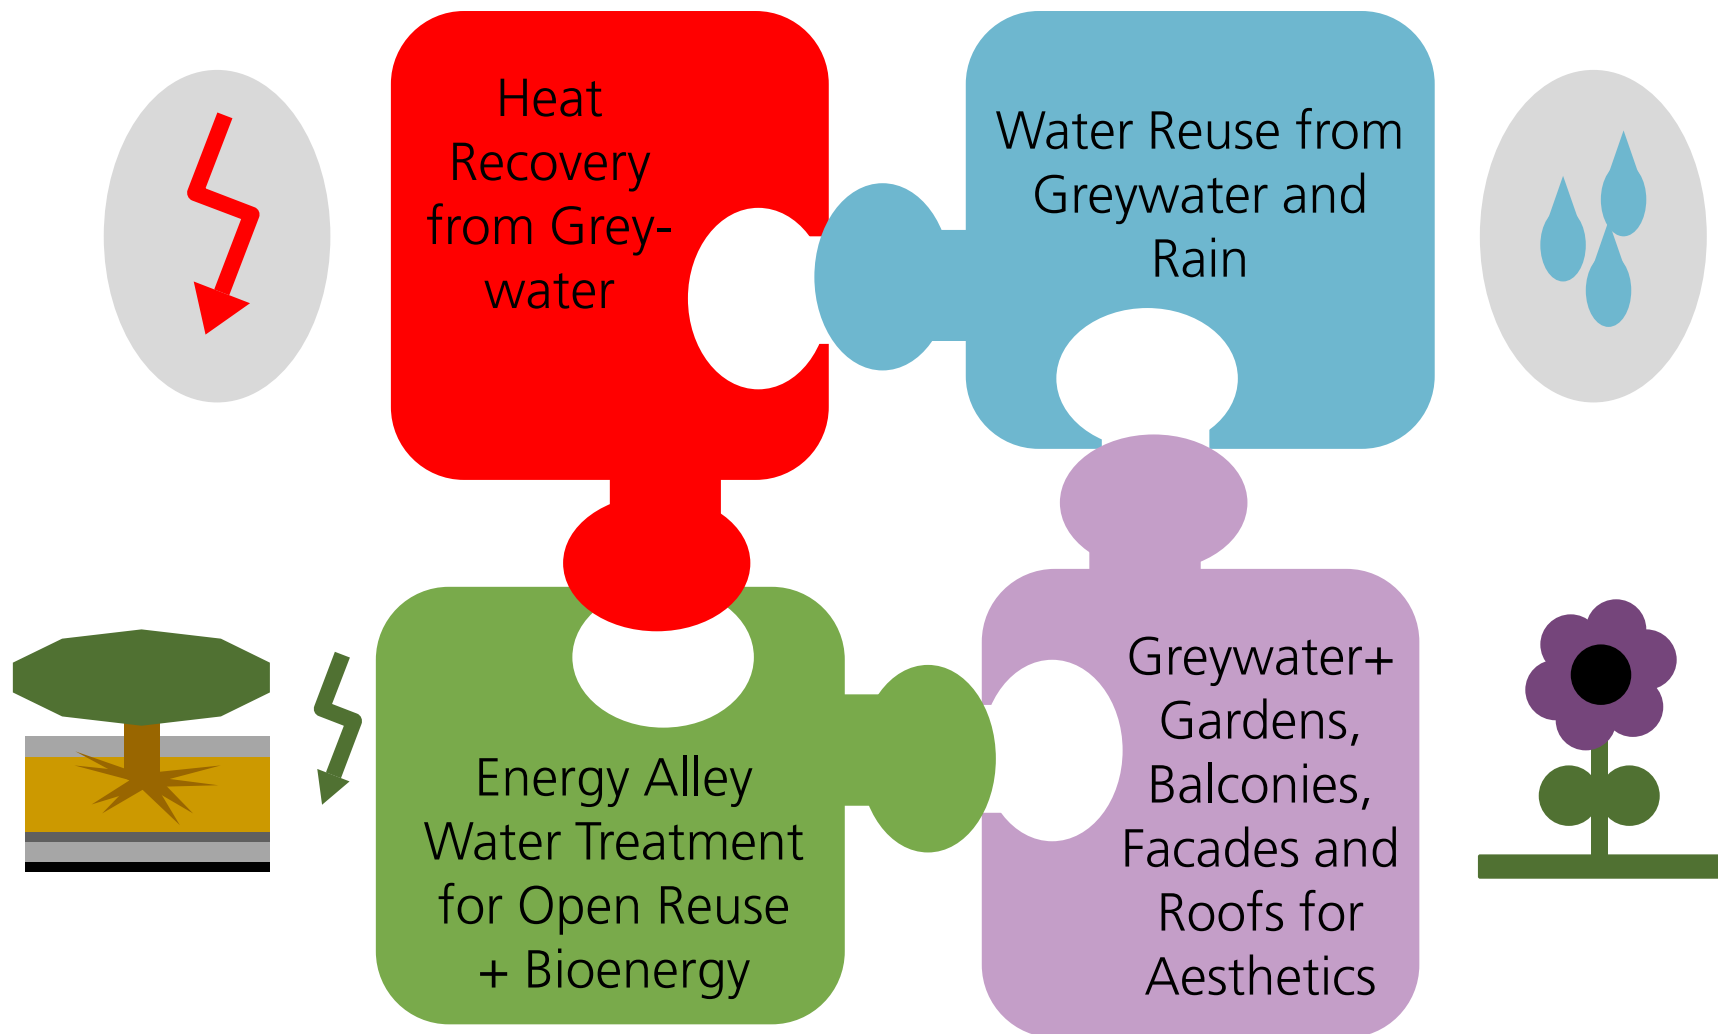 Heat
Recovery
from Grey-
water
Water Reuse from
Greywater and
Rain
Energy Alley
Water Treatment
for Open Reuse
+ Bioenergy
Greywater+
Gardens,
Balconies,
Facades and
Roofs for
Aesthetics